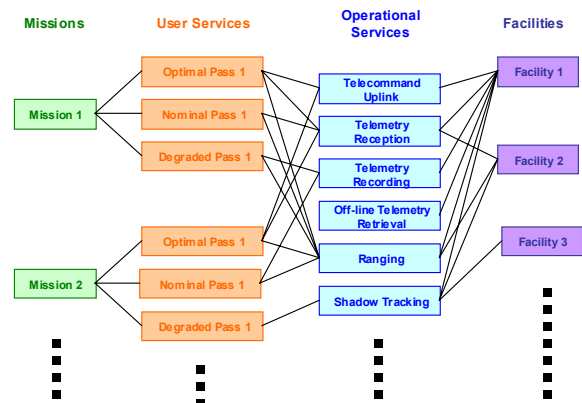 Missions
User Services
Operational
Services
Facilities
Optimal Pass 1
Nominal Pass 1
Degraded Pass 1
Mission 1
Optimal Pass 1
Nominal Pass 1
Degraded Pass 1
Mission 2
Telecommand
Uplink
Telemetry
Reception
Telemetry
Recording
Off-line Telemetry
Retrieval
Ranging
Shadow Tracking
Facility 1
Facility 2
Facility 3